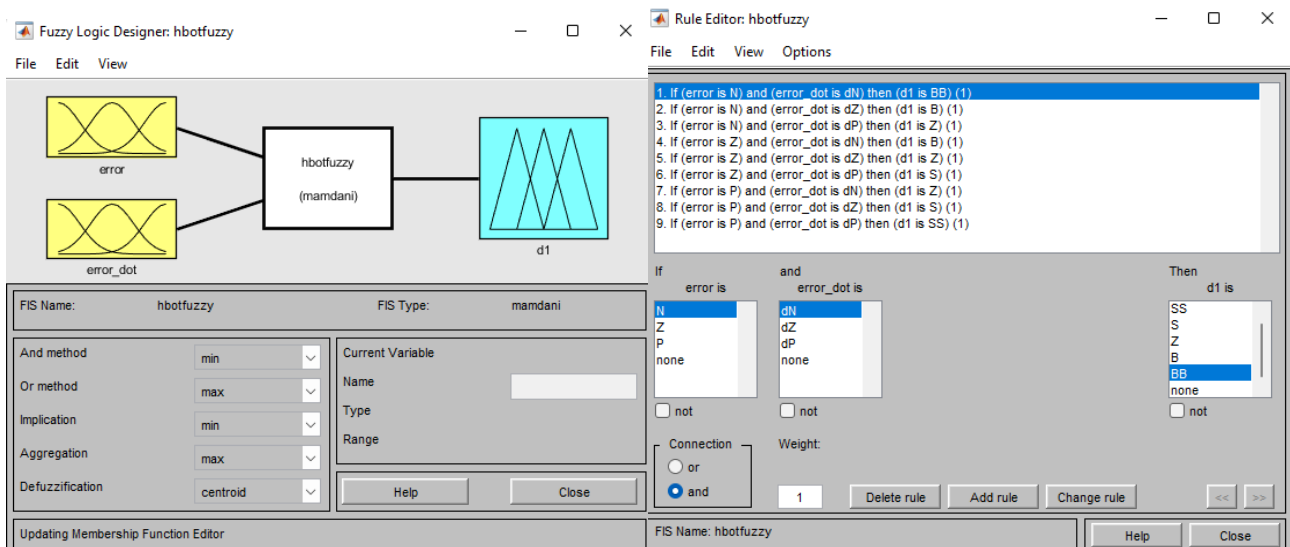 Fuzzy Logic Designer: hbotfuzzy
File Edit View
error
error_dot
hbotfuzzy
(mamdani)
d1
FIS Name: hbotfuzzy FIS Type: mamdani
And method min
Or method max
Implication min
Aggregation max
Defuzzification centroid
Current Variable
Name
Type
Range
Help Close
Updating Membership Function Editor
Rule Editor: hbotfuzzy
File Edit View Options
1. If (error is N) and (error_dot is dN) then (d1 is BB) (1)
2. If (error is N) and (error_dot is dZ) then (d1 is B) (1)
3. If (error is N) and (error_dot is dP) then (d1 is Z) (1)
4. If (error is Z) and (error_dot is dN) then (d1 is B) (1)
5. If (error is Z) and (error_dot is dZ) then (d1 is Z) (1)
6. If (error is Z) and (error_dot is dP) then (d1 is S) (1)
7. If (error is P) and (error_dot is dN) then (d1 is Z) (1)
8. If (error is P) and (error_dot is dZ) then (d1 is S) (1)
9. If (error is P) and (error_dot is dP) then (d1 is SS) (1)
If and Then
error is error_dot is d1 is
N dN SS
Z dZ S
P dP Z
none none B
BB
none
not not not
Connection Weight:
or
and 1 Delete rule Add rule Change rule << >>
FIS Name: hbotfuzzy Help Close